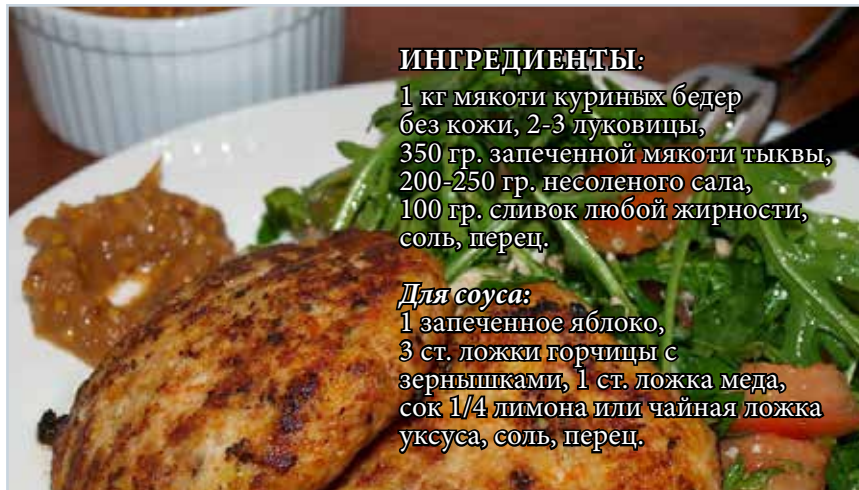 ИНГРЕДИЕНТЫ:
1 кг мякоти куриных бедер
без кожи, 2-3 луковицы,
350 гр. запеченной мякоти тыквы,
200-250 гр. несоленого сала,
100 гр. сливок любой жирности,
соль, перец.
Для соуса:
1 запеченное яблоко,
3 ст. ложки горчицы с
зернышками, 1 ст. ложка меда,
сок 1/4 лимона или чайная ложка
уксуса, соль, перец.